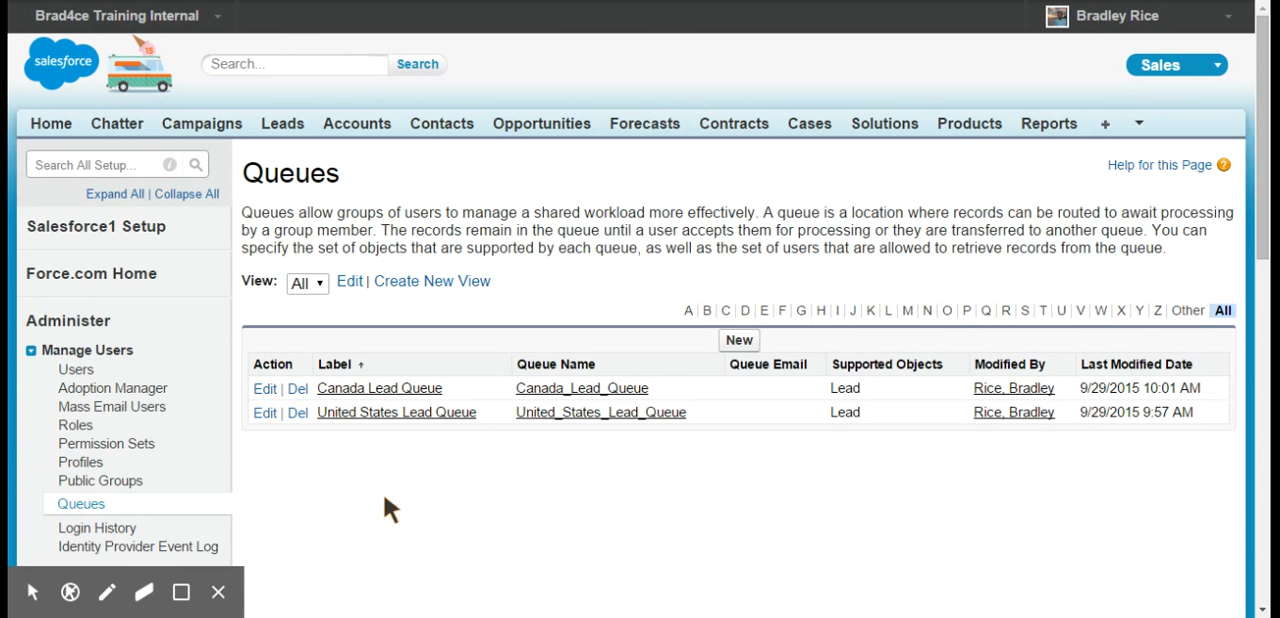 Brad4ce Training Internal
Bradley Rice
salesforce
15
Search...
Search
Sales
Home Chatter Campaigns Leads Accounts Contacts Opportunities Forecasts Contracts Cases Solutions Products Reports +
Search All Setup... i
Expand All | Collapse All
Salesforce1 Setup
Force.com Home
Administer
Manage Users
Users
Adoption Manager
Mass Email Users
Roles
Permission Sets
Profiles
Public Groups
Queues
Login History
Identity Provider Event Log
Queues
Help for this Page ?
Queues allow groups of users to manage a shared workload more effectively. A queue is a location where records can be routed to await processing
by a group member. The records remain in the queue until a user accepts them for processing or they are transferred to another queue. You can
specify the set of objects that are supported by each queue, as well as the set of users that are allowed to retrieve records from the queue.
View: All Edit | Create New View
A | B | C | D | E | F | G | H | I | J | K | L | M | N | O | P | Q | R | S | T | U | V | W | X | Y | Z | Other All
New
Action Label Queue Name Queue Email Supported Objects Modified By Last Modified Date
Edit | Del Canada Lead Queue Canada_Lead_Queue Lead Rice, Bradley 9/29/2015 10:01 AM
Edit | Del United States Lead Queue United_States_Lead_Queue Lead Rice, Bradley 9/29/2015 9:57 AM